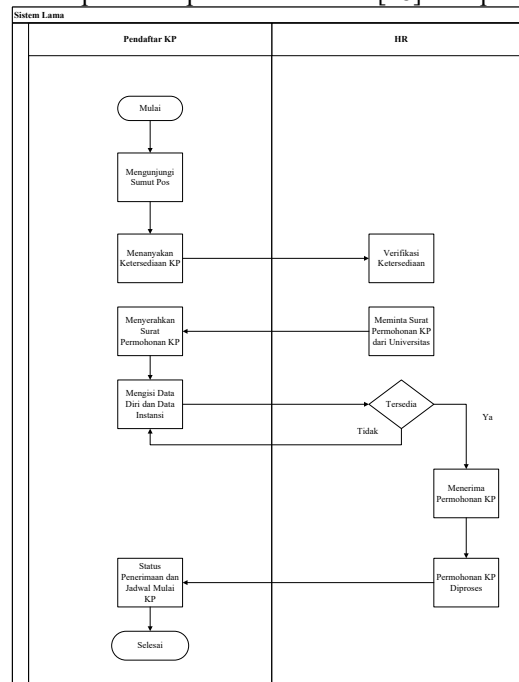 Sistem Lama
Pendaftar KP
HR
Mulai
Mengunjungi
Sumut Pos
Menanyakan
Ketersediaan KP
Verifikasi
Ketersediaan
Menyerahkan
Surat
Permohonan KP
Meminta Surat
Permohonan KP
dari Universitas
Mengisi Data
Diri dan Data
Instansi
Tersedia
Ya
Tidak
Menerima
Permohonan KP
Status
Penerimaan dan
Jadwal Mulai
KP
Permohonan KP
Diproses
Selesai